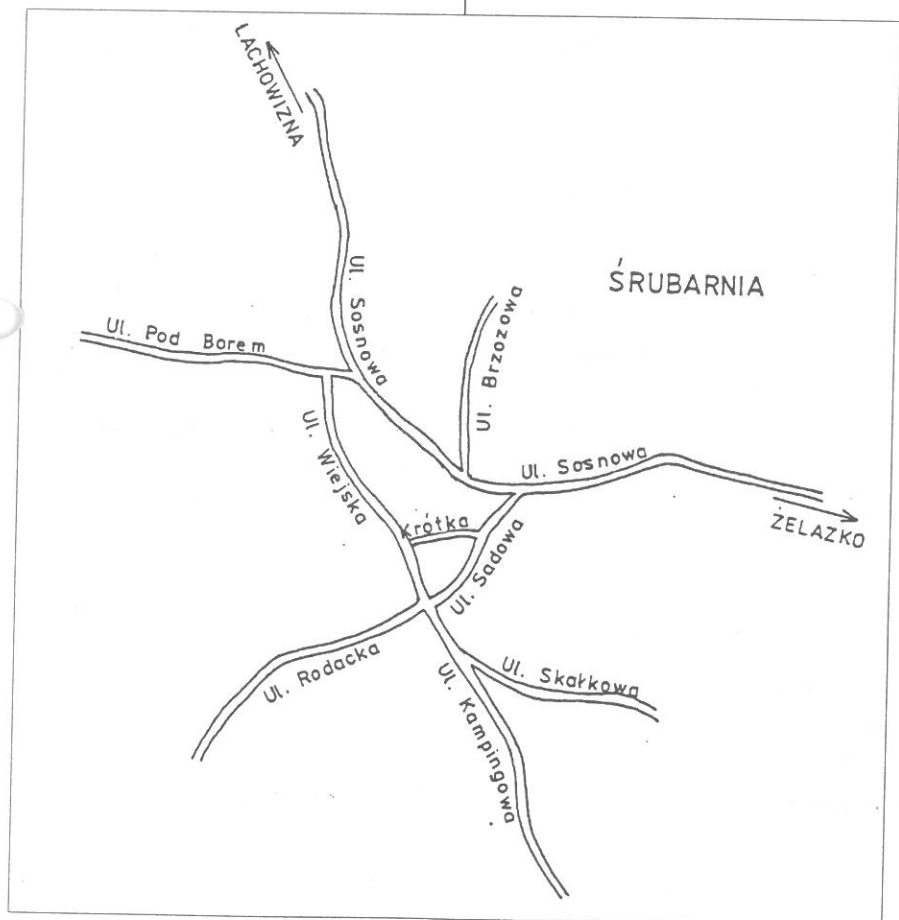 LACHOWIZNA
ŚRUBARNIA
Ul. Sosnowa
Ul. Brzozowa
Ul. Pod Borem
Ul. Wiejska
Ul. Sosnowa
ŻELAZKO
Krótka
Ul. Sadowa
Ul. Rodacka
Ul. Skałkowa
Ul. Kampingowa